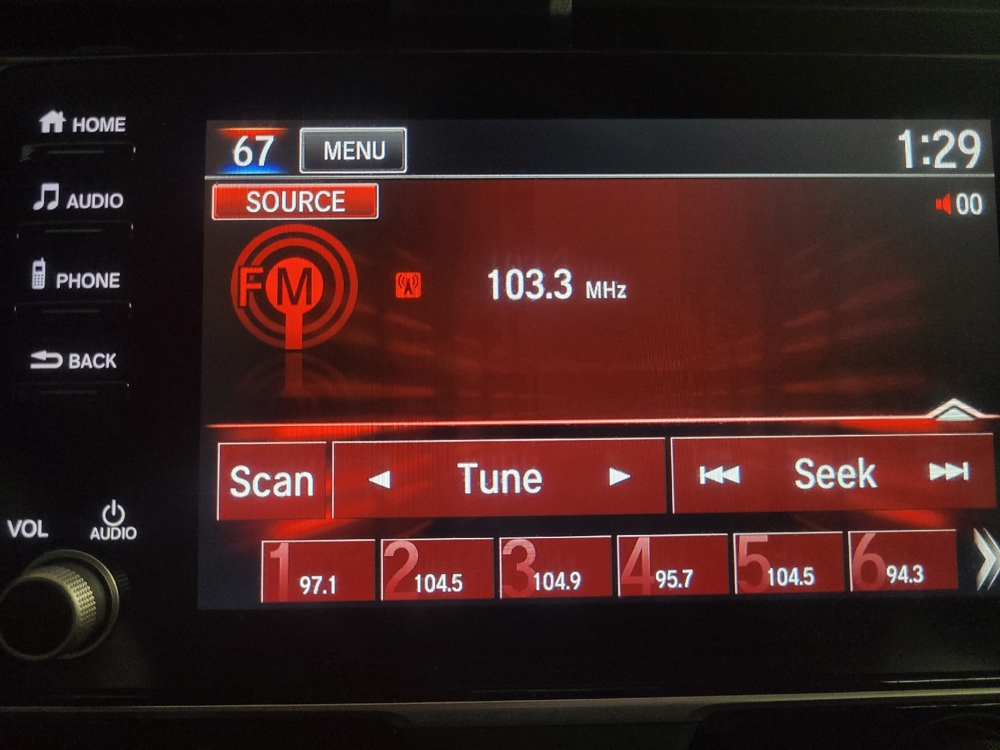 HOME
AUDIO
PHONE
BACK
VOL
AUDIO
67 MENU 1:29
SOURCE 00
FM 103.3 MHz
Scan Tune Seek
1 97.1 2 104.5 3 104.9 4 95.7 5 104.5 6 94.3